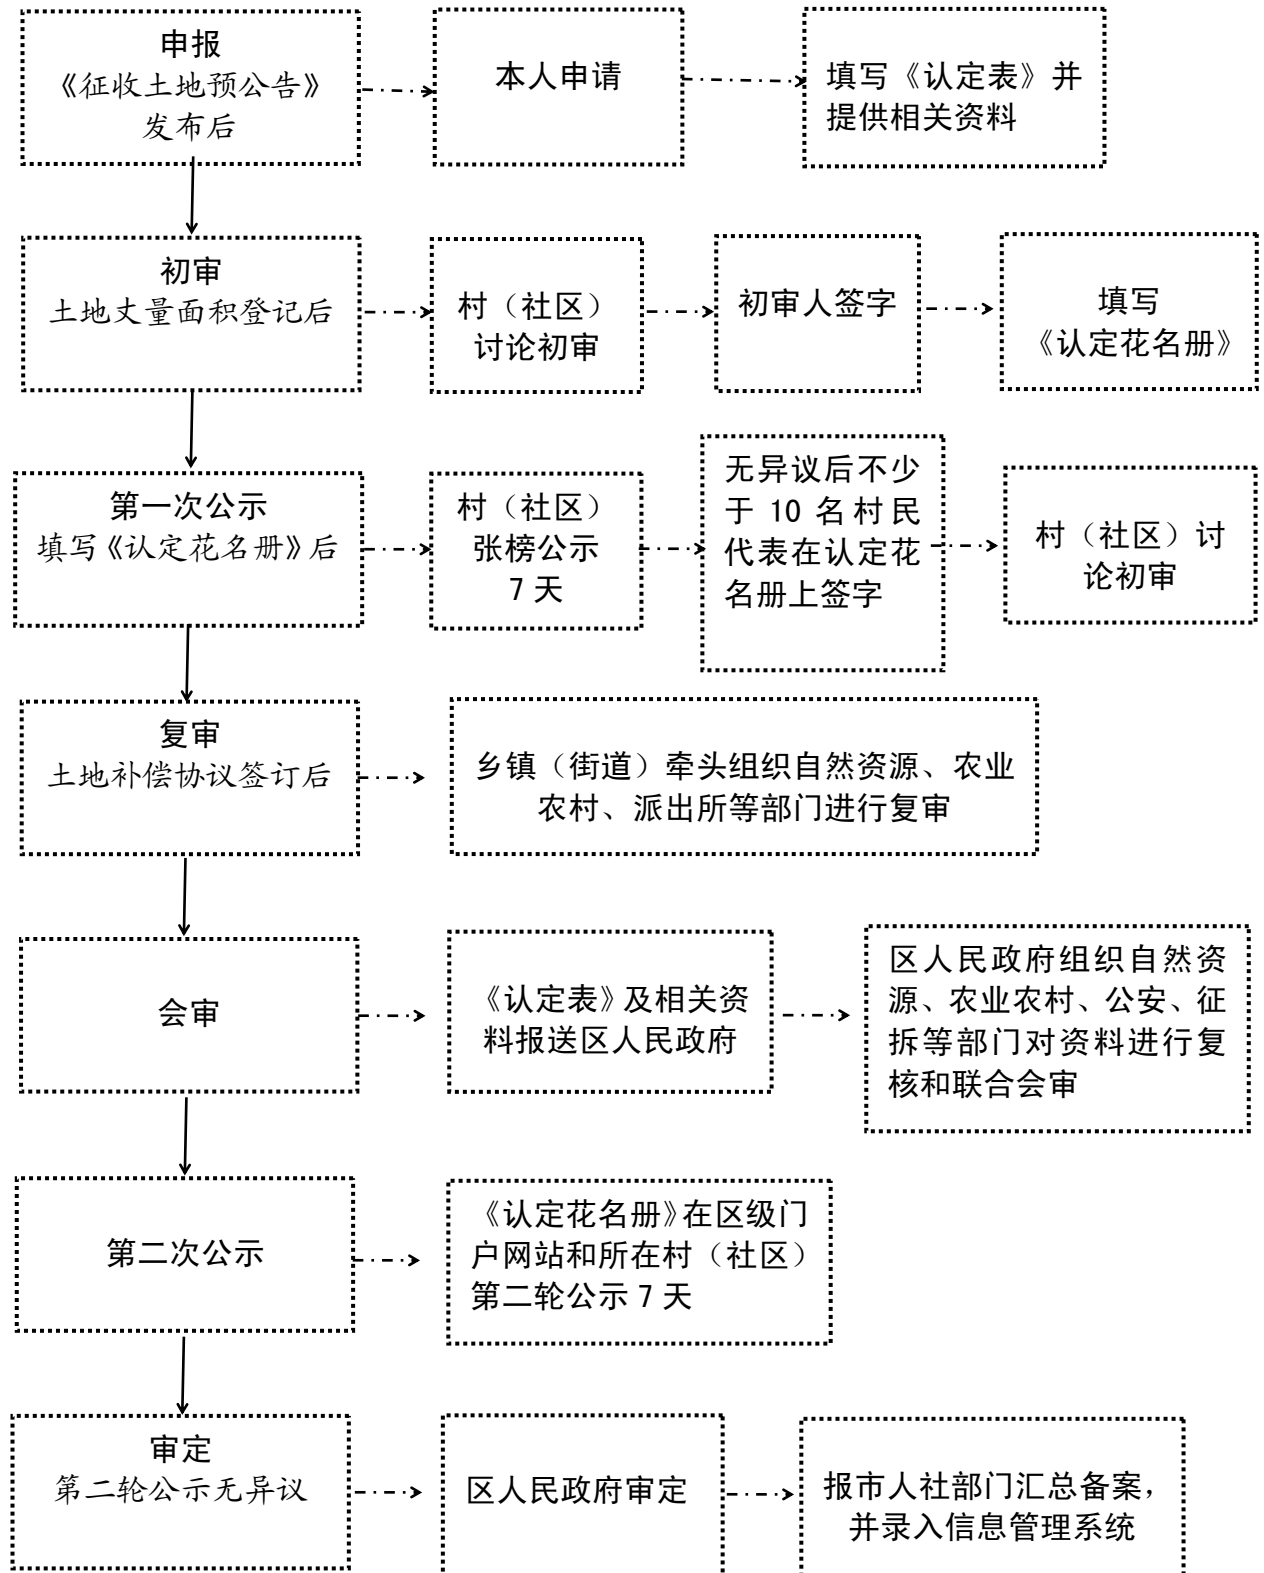 申报
《征收土地预公告》
发布后
本人申请
填写《认定表》并
提供相关资料
初审
土地丈量面积登记后
村（社区）
讨论初审
初审人签字
填写
《认定花名册》
第一次公示
填写《认定花名册》后
村（社区）
张榜公示
7 天
无异议后不少
于 10 名村民
代表在认定花
名册上签字
村（社区）讨
论初审
复审
土地补偿协议签订后
乡镇（街道）牵头组织自然资源、农业
农村、派出所等部门进行复审
会审
《认定表》及相关资
料报送区人民政府
区人民政府组织自然资
源、农业农村、公安、征
拆等部门对资料进行复
核和联合会审
第二次公示
《认定花名册》在区级门
户网站和所在村（社区）
第二轮公示 7 天
审定
第二轮公示无异议
区人民政府审定
报市人社部门汇总备案，
并录入信息管理系统